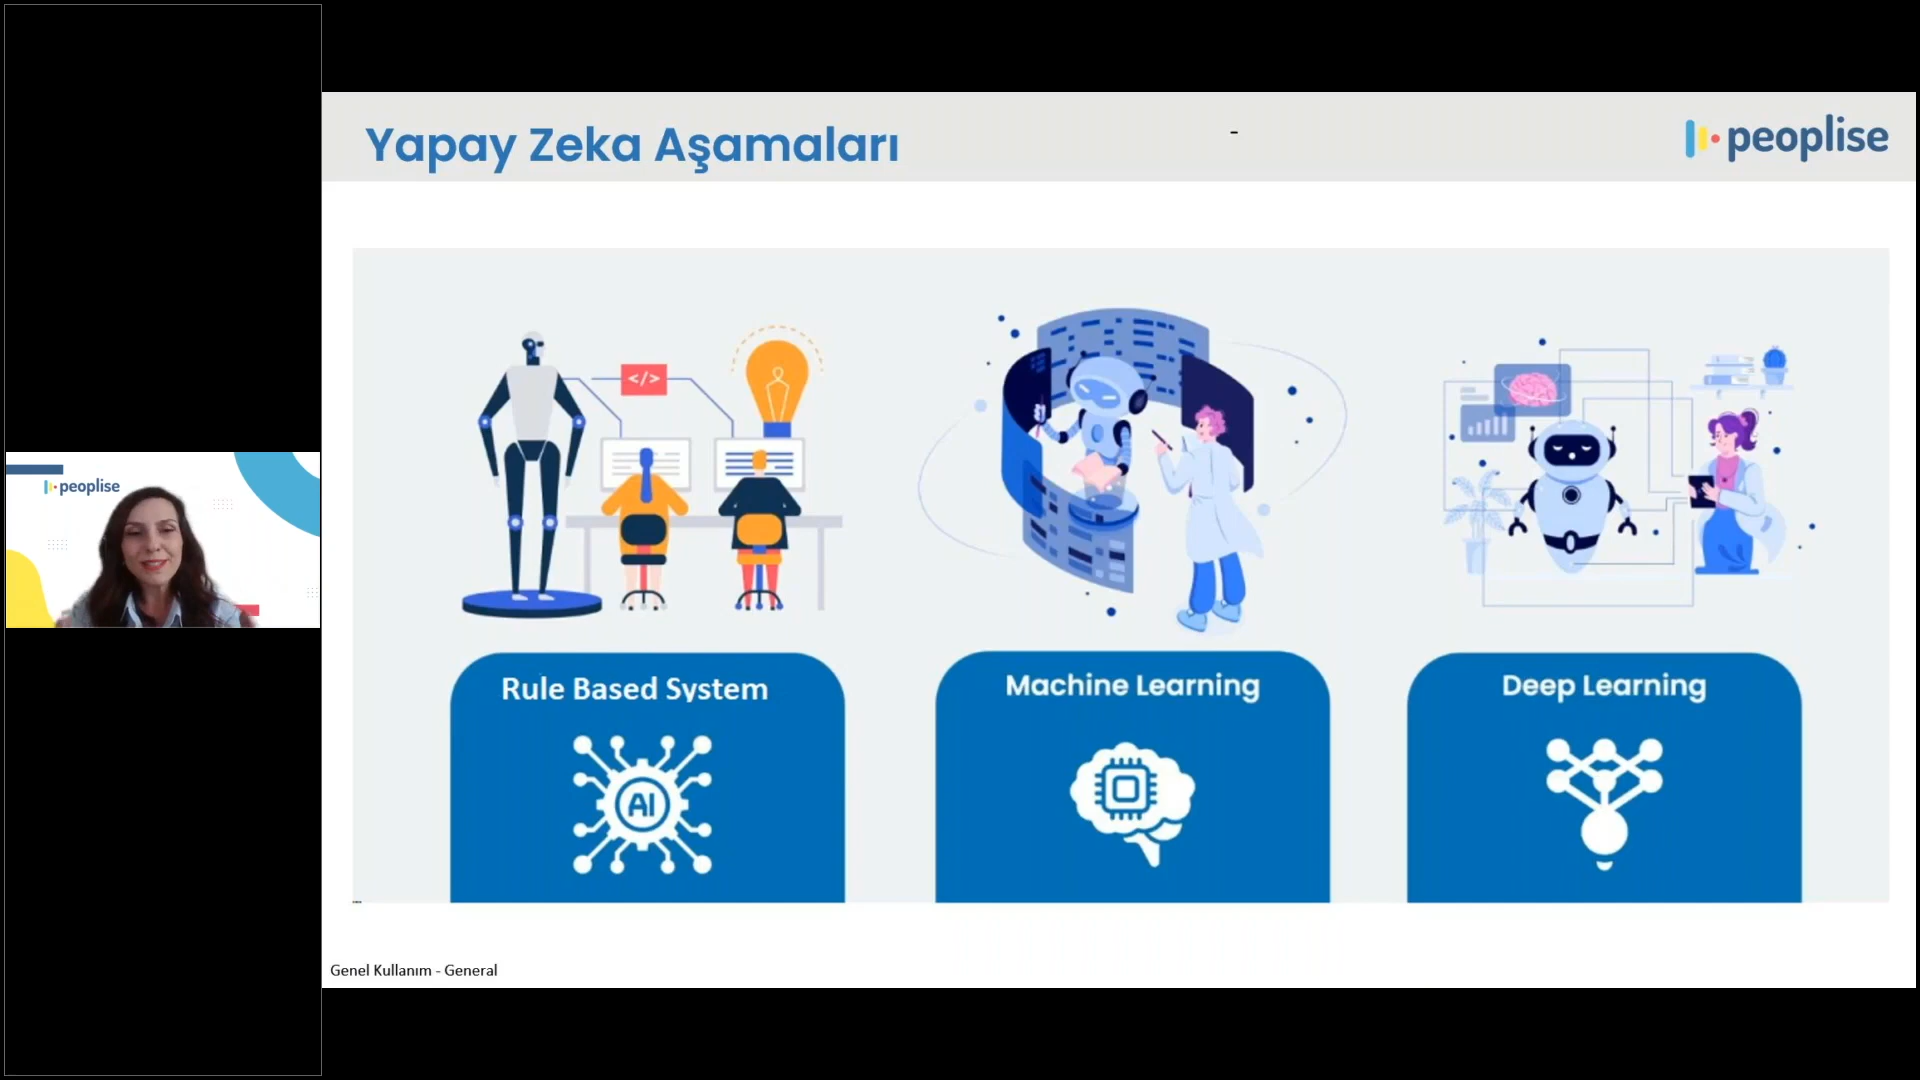 Yapay Zeka Aşamaları
-
peoplise
</>
peoplise
Rule Based System
Machine Learning
Deep Learning
AI
Genel Kullanım - General